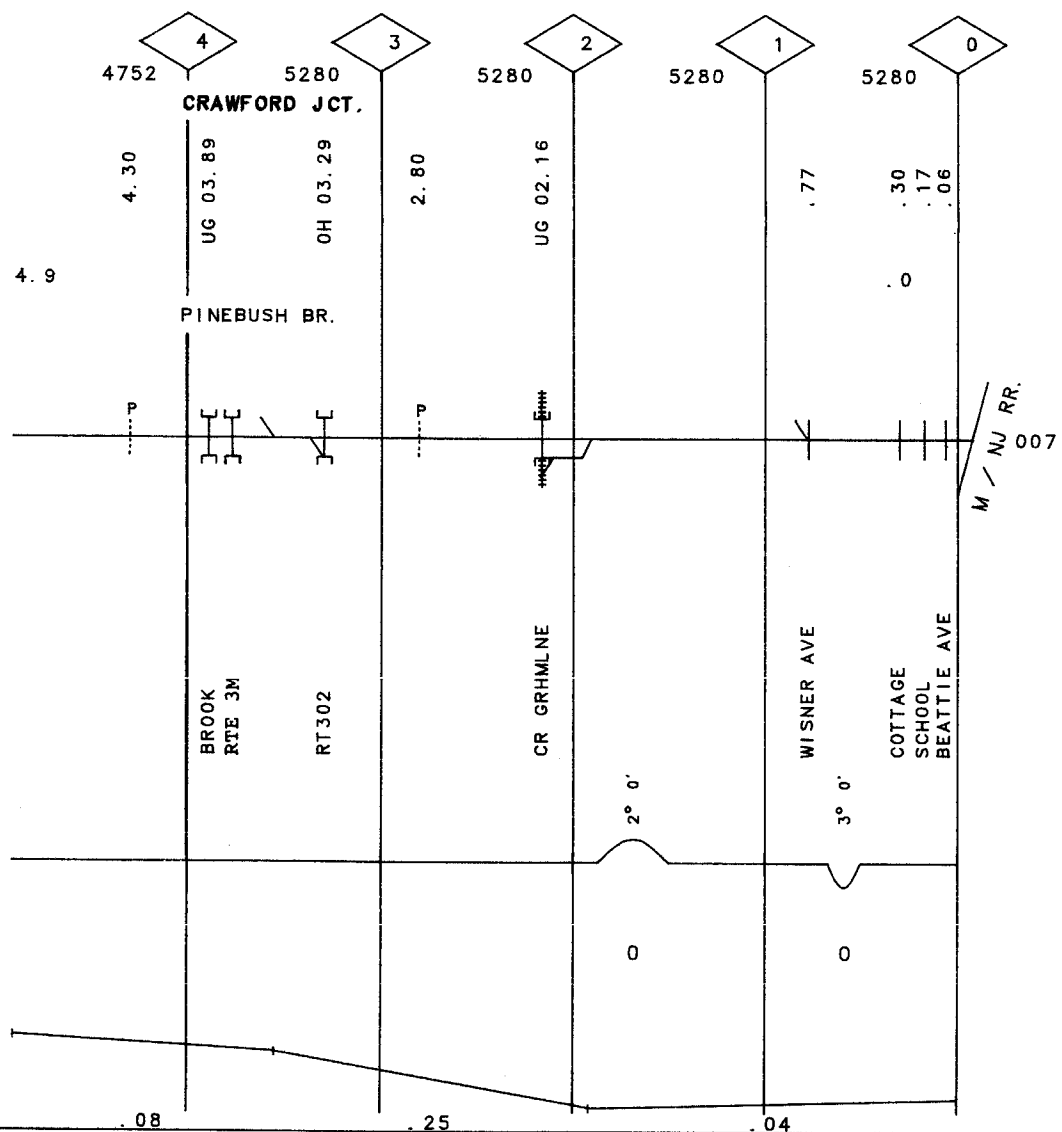 4 3 2 1 0
4752 5280 5280 5280 5280
CRAWFORD JCT.
4.30
UG 03.89
OH 03.29
2.80
UG 02.16
.77
.30
.17
.06
4.9
.0
PINEBUSH BR.
P P
M / NJ RR.
007
BROOK
RTE 3M
RT302
CR GRHMLNE
WISNER AVE
COTTAGE
SCHOOL
BEATTIE AVE
2° 0'
3° 0'
0 0
.08 .25 .04